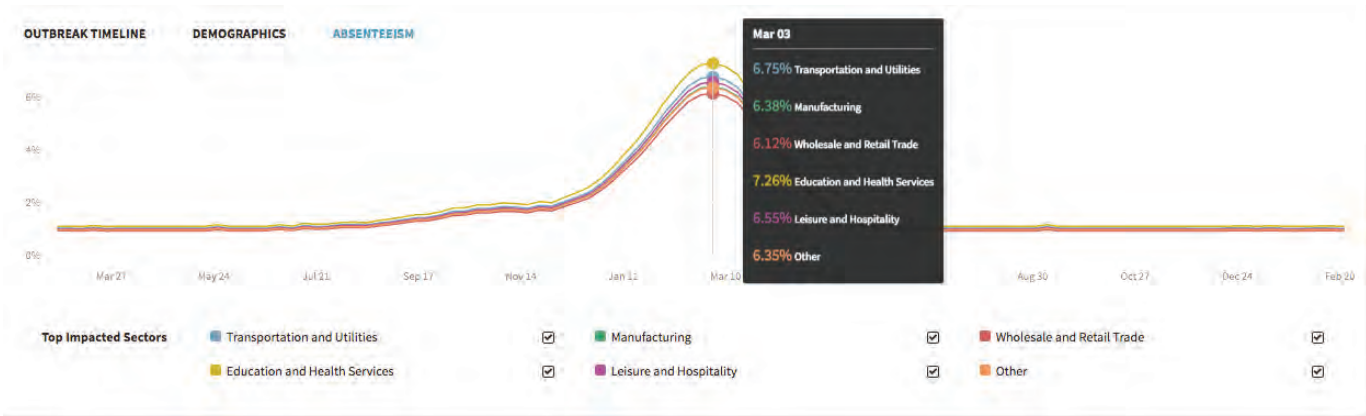 OUTBREAK TIMELINE DEMOGRAPHICS ABSENTEEISM
Mar 03
6.75% Transportation and Utilities
6.38% Manufacturing
6.12% Wholesale and Retail Trade
7.26% Education and Health Services
6.55% Leisure and Hospitality
6.35% Other
6%
4%
2%
0%
Mar 27 May 24 Jul 21 Sep 17 Nov 14 Jan 11 Mar 10 Aug 30 Oct 27 Dec 24 Feb 20
Top Impacted Sectors Transportation and Utilities Manufacturing Wholesale and Retail Trade
Education and Health Services Leisure and Hospitality Other